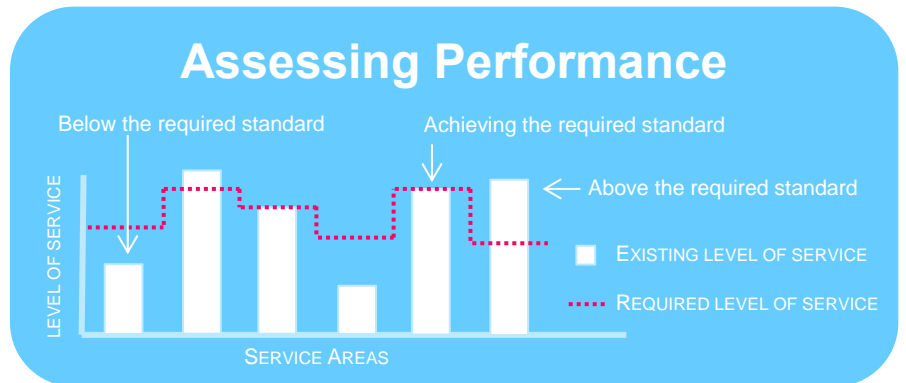 Assessing Performance
Below the required standard
Achieving the required standard
Above the required standard
LEVEL OF SERVICE
EXISTING LEVEL OF SERVICE
REQUIRED LEVEL OF SERVICE
SERVICE AREAS